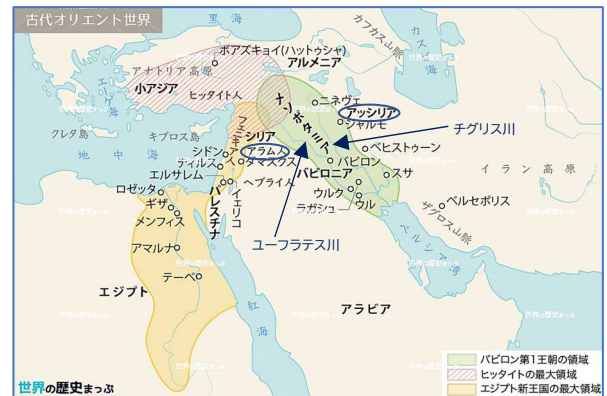 古代オリエント世界
黒海
カフカス山脈
カスピ海
ボアズキョイ(ハットゥシャ)
アルメニア
アナトリア高原
小アジア
ヒッタイト人
エーゲ海
メソポタミア
ニネヴェ
アッシリア
ジャルモ
チグリス川
クレタ島
キプロス島
フェニキア人
シリア
アラム人
ダマスクス
シドン
ティルス
地中海
ベヒストゥーン
イラン高原
バビロン
バビロニア
スサ
エルサレム
ヘブライ人
ロゼッタ
ギザ
メンフィス
パレスチナ
イェリコ
ウルク
ラガシュ
ウル
ペルセポリス
ザグロス山脈
ユーフラテス川
ペルシア湾
アマルナ
テーベ
エジプト
紅海
アラビア
世界の歴史まっぷ
バビロン第1王朝の領域
ヒッタイトの最大領域
エジプト新王国の最大領域